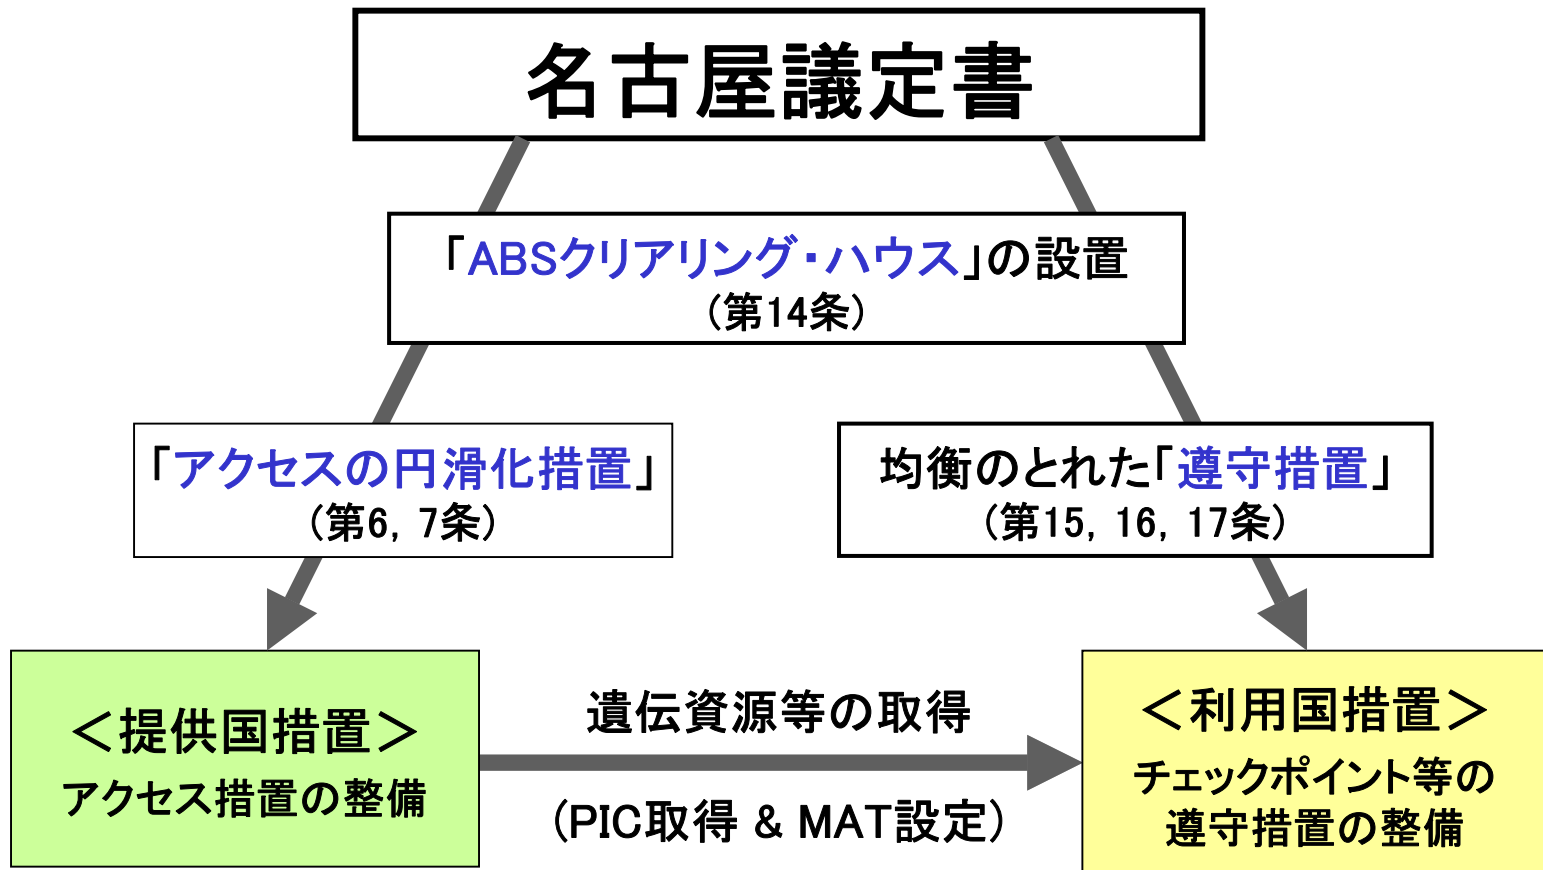 名古屋議定書
「ABSクリアリング・ハウス」の設置
(第14条)
「アクセスの円滑化措置」
(第6, 7条)
均衡のとれた「遵守措置」
(第15, 16, 17条)
＜提供国措置＞
アクセス措置の整備
遺伝資源等の取得
(PIC取得 & MAT設定)
＜利用国措置＞
チェックポイント等の
遵守措置の整備